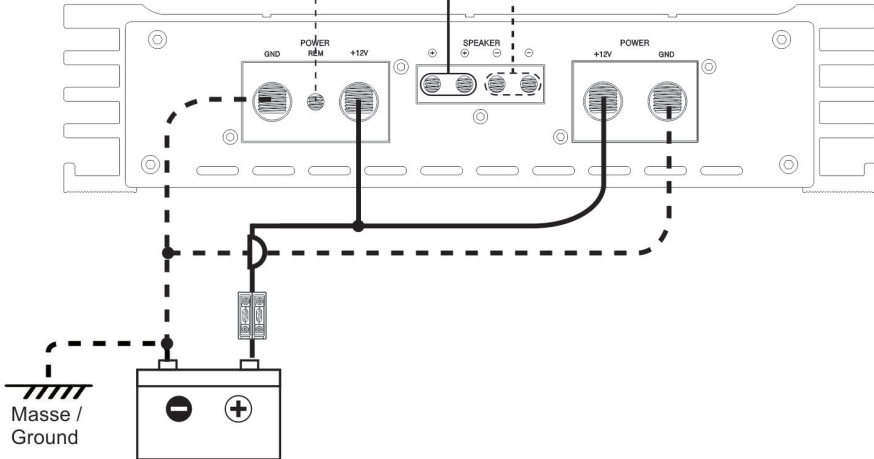 POWER
GND REM +12V
SPEAKER
POWER
+12V GND
Masse /
Ground